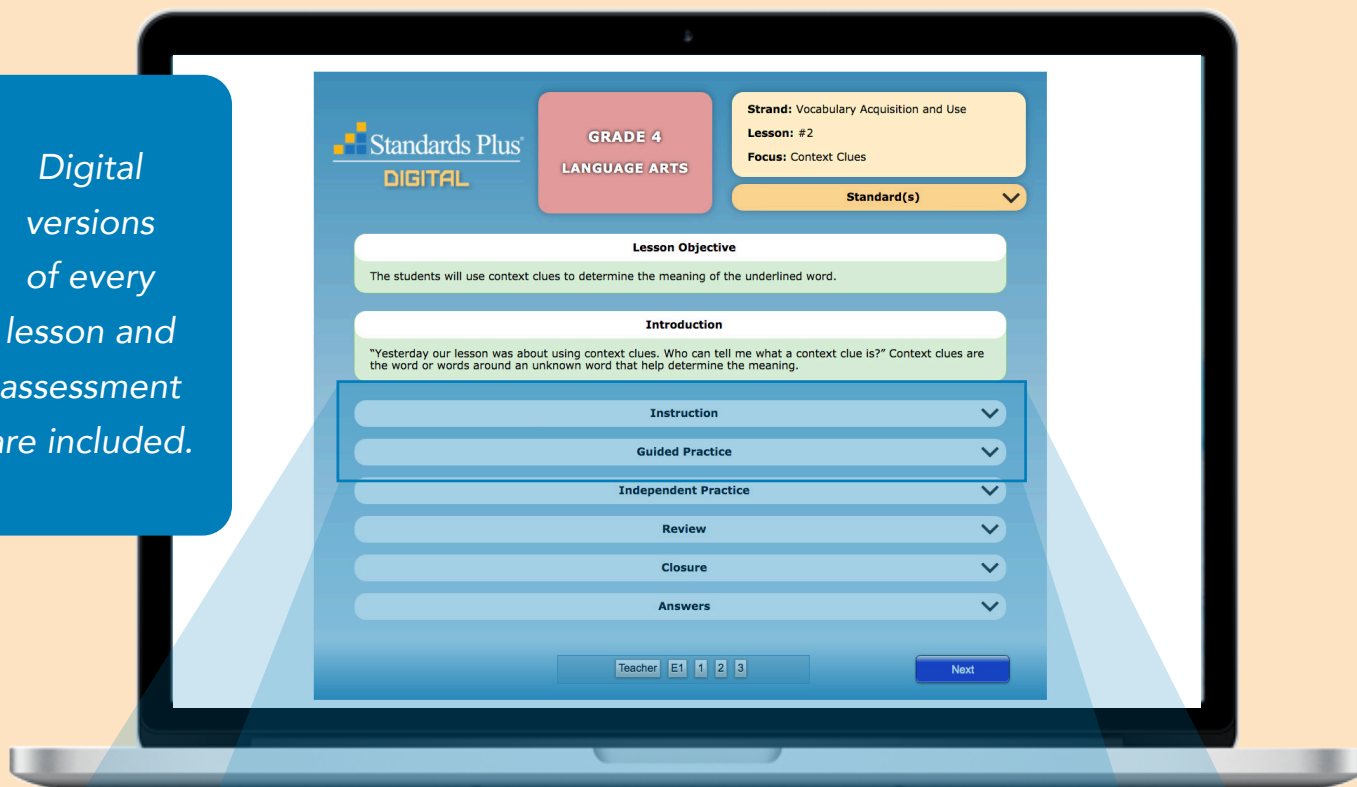 Digital
versions
of every
lesson and
assessment
are included.
Standards Plus®
DIGITAL
GRADE 4
LANGUAGE ARTS
Strand: Vocabulary Acquisition and Use
Lesson: #2
Focus: Context Clues
Standard(s)
Lesson Objective
The students will use context clues to determine the meaning of the underlined word.
Introduction
"Yesterday our lesson was about using context clues. Who can tell me what a context clue is?" Context clues are
the word or words around an unknown word that help determine the meaning.
Instruction
Guided Practice
Independent Practice
Review
Closure
Answers
Teacher E1 1 2 3
Next